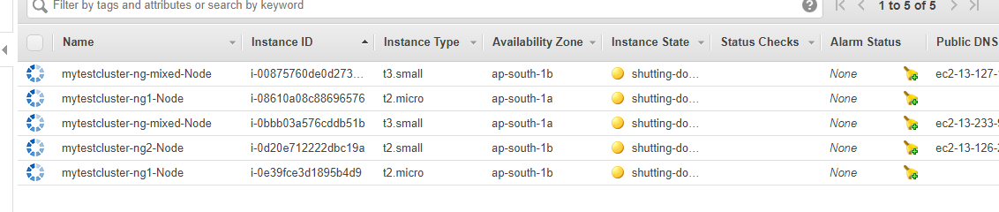 Filter by tags and attributes or search by keyword 1 to 5 of 5
Name Instance ID Instance Type Availability Zone Instance State Status Checks Alarm Status Public DNS
mytestcluster-ng-mixed-Node i-00875760de0d273... t3.small ap-south-1b shutting-do... None ec2-13-127-
mytestcluster-ng1-Node i-08610a08c88696576 t2.micro ap-south-1a shutting-do... None
mytestcluster-ng-mixed-Node i-0bbb03a576cddb51b t3.small ap-south-1a shutting-do... None ec2-13-233-
mytestcluster-ng2-Node i-0d20e712222dbc19a t2.small ap-south-1b shutting-do... None ec2-13-126-
mytestcluster-ng1-Node i-0e39fce3d1895b4d9 t2.micro ap-south-1b shutting-do... None